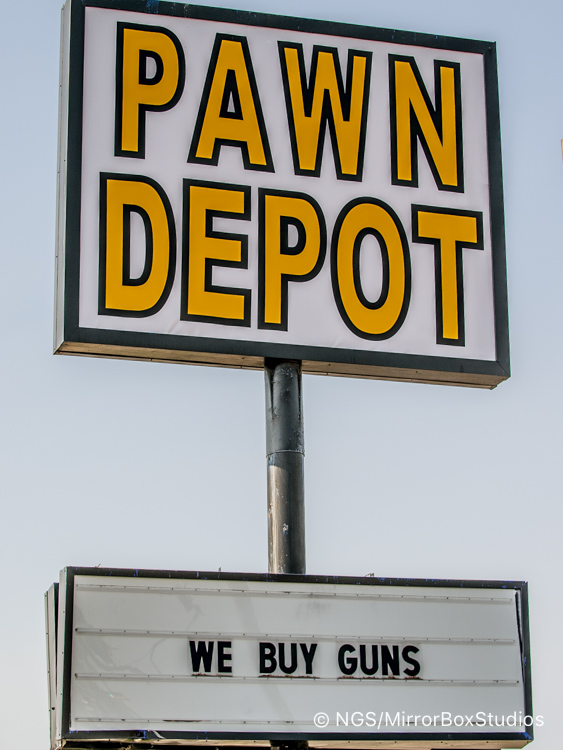 PAWN
DEPOT
WE BUY GUNS
© NGS/MirrorBoxStudios